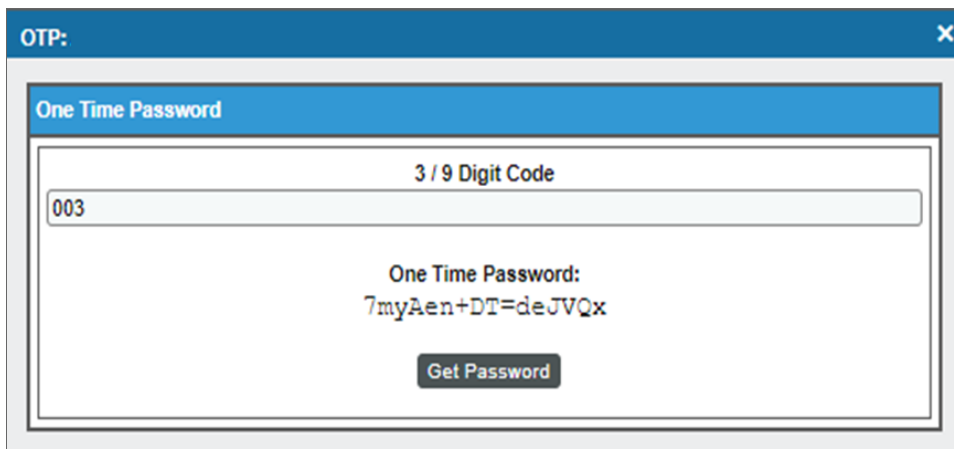 OTP:
One Time Password
3 / 9 Digit Code
003
One Time Password:
7myAen+DT=deJVQx
Get Password